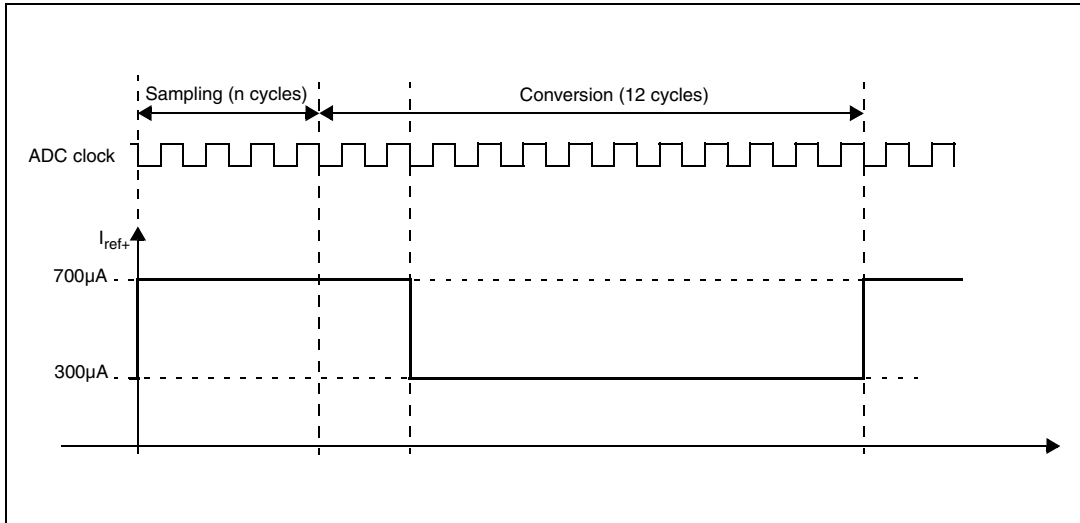 Sampling (n cycles)
Conversion (12 cycles)
ADC clock
Iref+
700µA
300µA